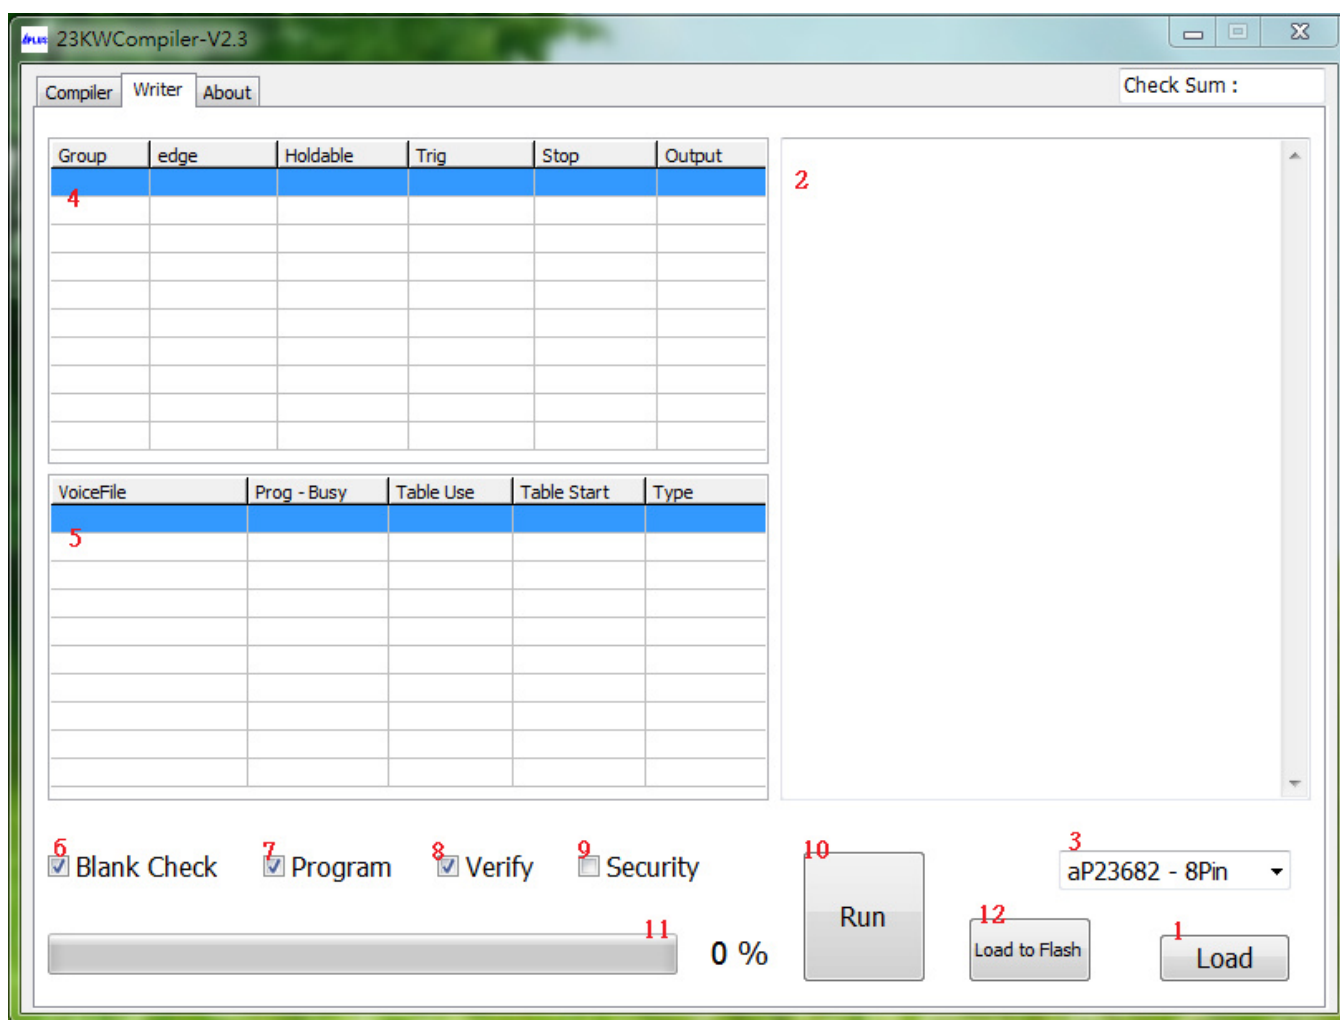 APLUS 23KWCompiler-V2.3
Compiler Writer About
Check Sum :
Group edge Holdable Trig Stop Output
4
2
VoiceFile Prog - Busy Table Use Table Start Type
5
6 7 8 9 10 3
Blank Check Program Verify Security
aP23682 - 8Pin
Run
11 12 1
0 %
Load to Flash
Load